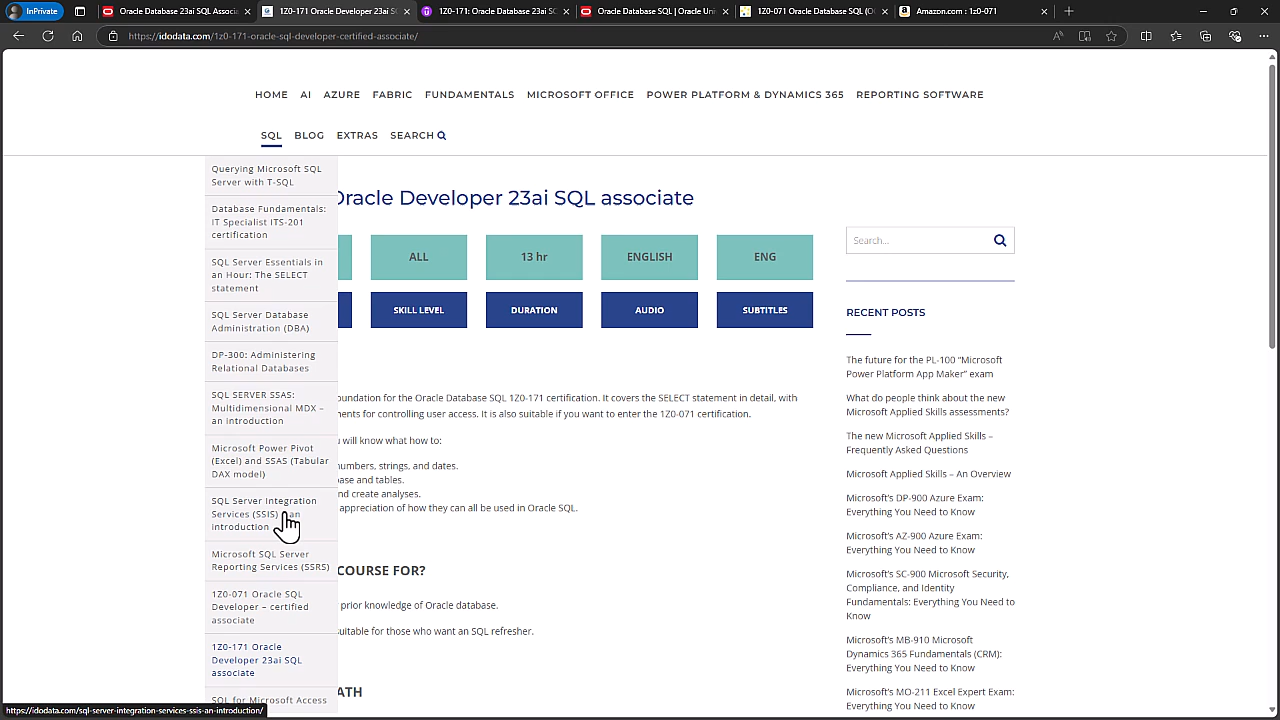 InPrivate
Oracle Database 23ai SQL Associa
1Z0-171 Oracle Developer 23ai SC
1Z0-171: Oracle Database 23ai SC
Oracle Database SQL | Oracle Uni
1Z0-071 Oracle Database SQL (O
Amazon.com : 1z0-071
https://idodata.com/1z0-171-oracle-sql-developer-certified-associate/
HOME AI AZURE FABRIC FUNDAMENTALS MICROSOFT OFFICE POWER PLATFORM & DYNAMICS 365 REPORTING SOFTWARE
SQL BLOG EXTRAS SEARCH
Querying Microsoft SQL
Server with T-SQL
Database Fundamentals:
IT Specialist ITS-201
certification
SQL Server Essentials in
an Hour: The SELECT
statement
SQL Server Database
Administration (DBA)
DP-300: Administering
Relational Databases
SQL SERVER SSAS:
Multidimensional MDX –
an introduction
Microsoft Power Pivot
(Excel) and SSAS (Tabular
DAX model)
SQL Server Integration
Services (SSIS) an
introduction
Microsoft SQL Server
Reporting Services (SSRS)
1Z0-071 Oracle SQL
Developer – certified
associate
1Z0-171 Oracle
Developer 23ai SQL
associate
SQL for Microsoft Access
Oracle Developer 23ai SQL associate
ALL 13 hr ENGLISH ENG
SKILL LEVEL DURATION AUDIO SUBTITLES
oundation for the Oracle Database SQL 1Z0-171 certification. It covers the SELECT statement in detail, with
ments for controlling user access. It is also suitable if you want to enter the 1Z0-071 certification.
u will know what how to:
numbers, strings, and dates.
base and tables.
and create analyses.
appreciation of how they can all be used in Oracle SQL.
COURSE FOR?
prior knowledge of Oracle database.
suitable for those who want an SQL refresher.
ATH
Search...
RECENT POSTS
The future for the PL-100 “Microsoft
Power Platform App Maker” exam
What do people think about the new
Microsoft Applied Skills assessments?
The new Microsoft Applied Skills –
Frequently Asked Questions
Microsoft Applied Skills – An Overview
Microsoft’s DP-900 Azure Exam:
Everything You Need to Know
Microsoft’s AZ-900 Azure Exam:
Everything You Need to Know
Microsoft’s SC-900 Microsoft Security,
Compliance, and Identity
Fundamentals: Everything You Need to
Know
Microsoft’s MB-910 Microsoft
Dynamics 365 Fundamentals (CRM):
Everything You Need to Know
Microsoft’s MO-211 Excel Expert Exam:
Everything You Need to Know
https://idodata.com/sql-server-integration-services-ssis-an-introduction/